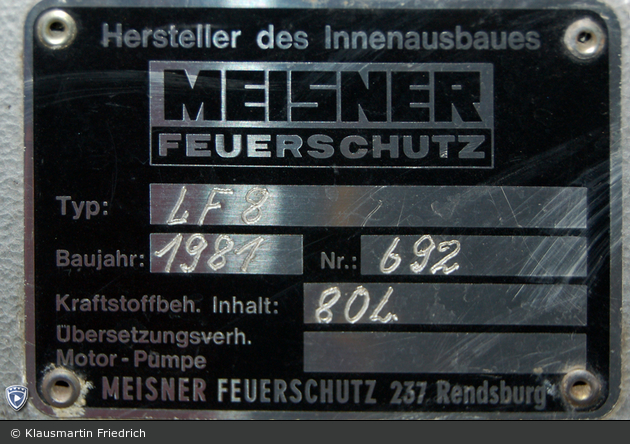 Hersteller des Innenausbaues
MEISNER
FEUERSCHUTZ
Typ: LF 8
Baujahr: 1981 Nr.: 692
Kraftstoffbeh. Inhalt: 80L
Übersetzungsverh.
Motor-Pumpe
MEISNER FEUERSCHUTZ 237 Rendsburg
© Klausmartin Friedrich